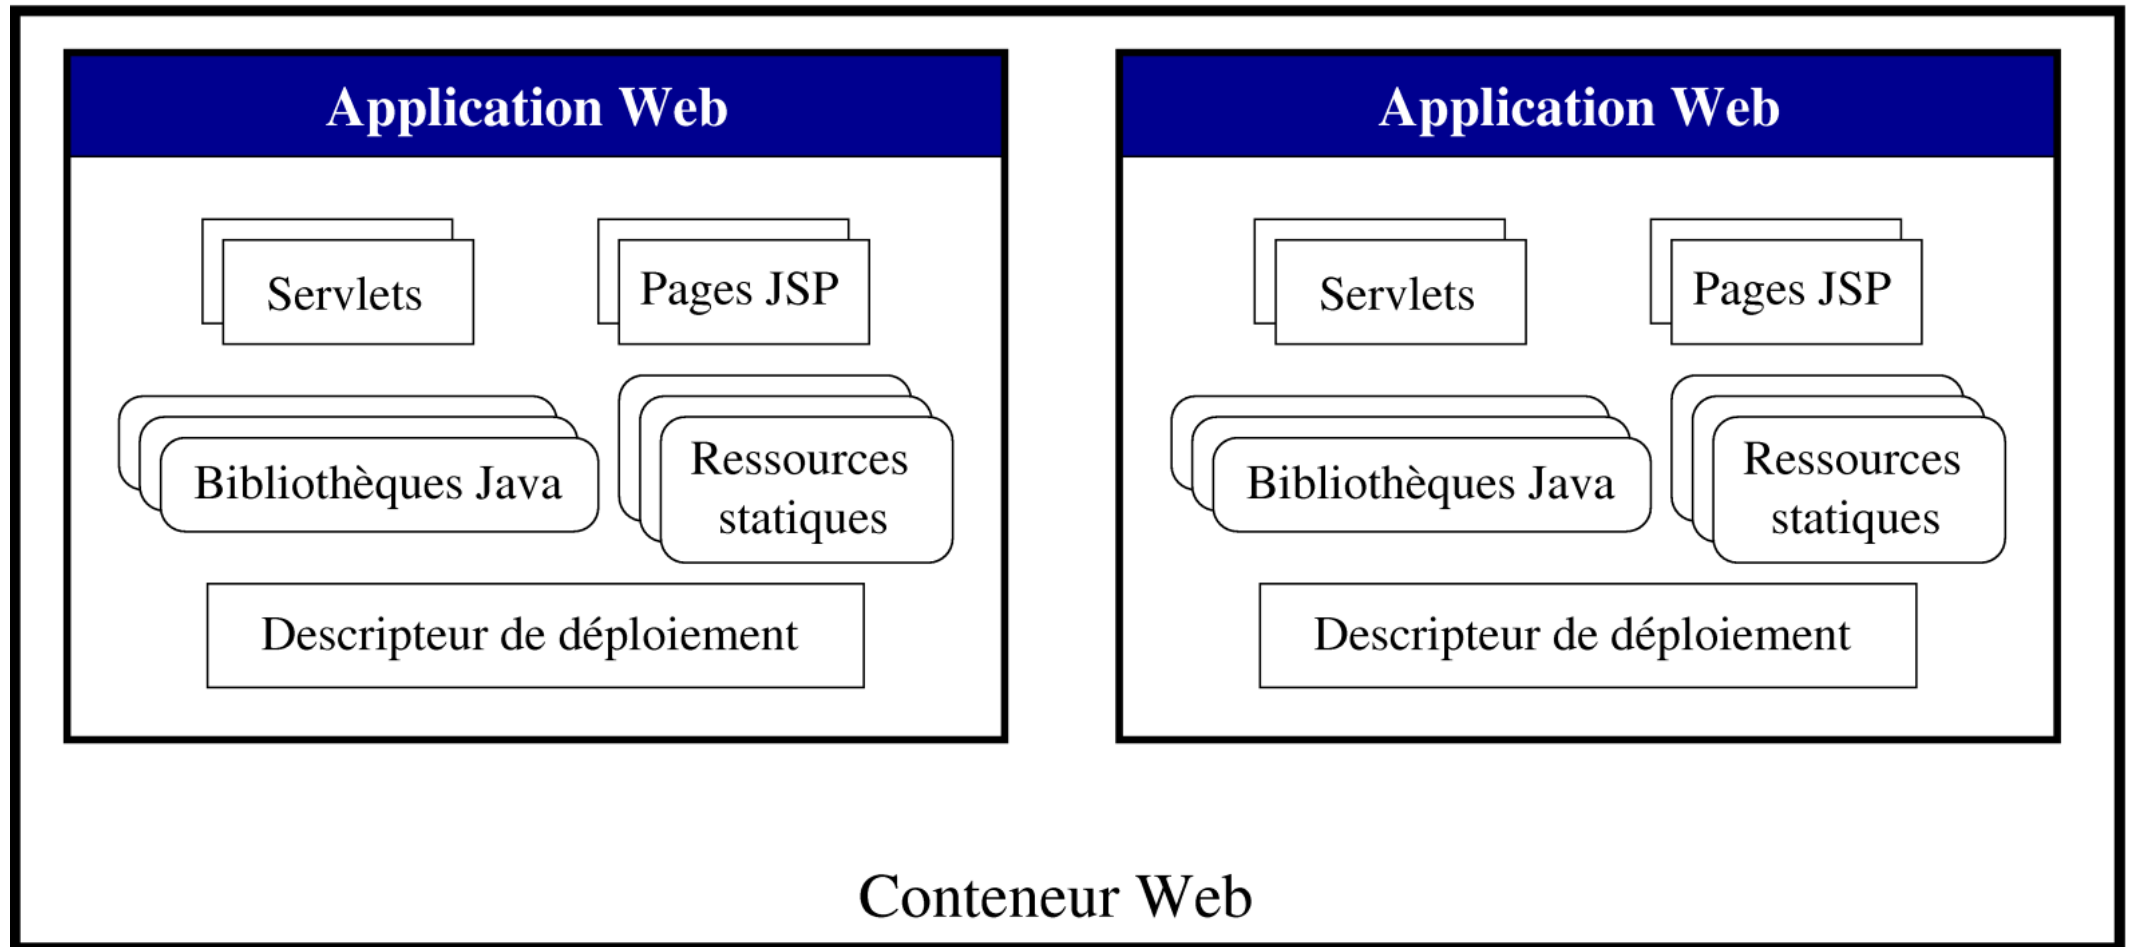 Application Web
Servlets
Pages JSP
Bibliothèques Java
Ressources
statiques
Descripteur de déploiement
Application Web
Servlets
Pages JSP
Bibliothèques Java
Ressources
statiques
Descripteur de déploiement
Conteneur Web